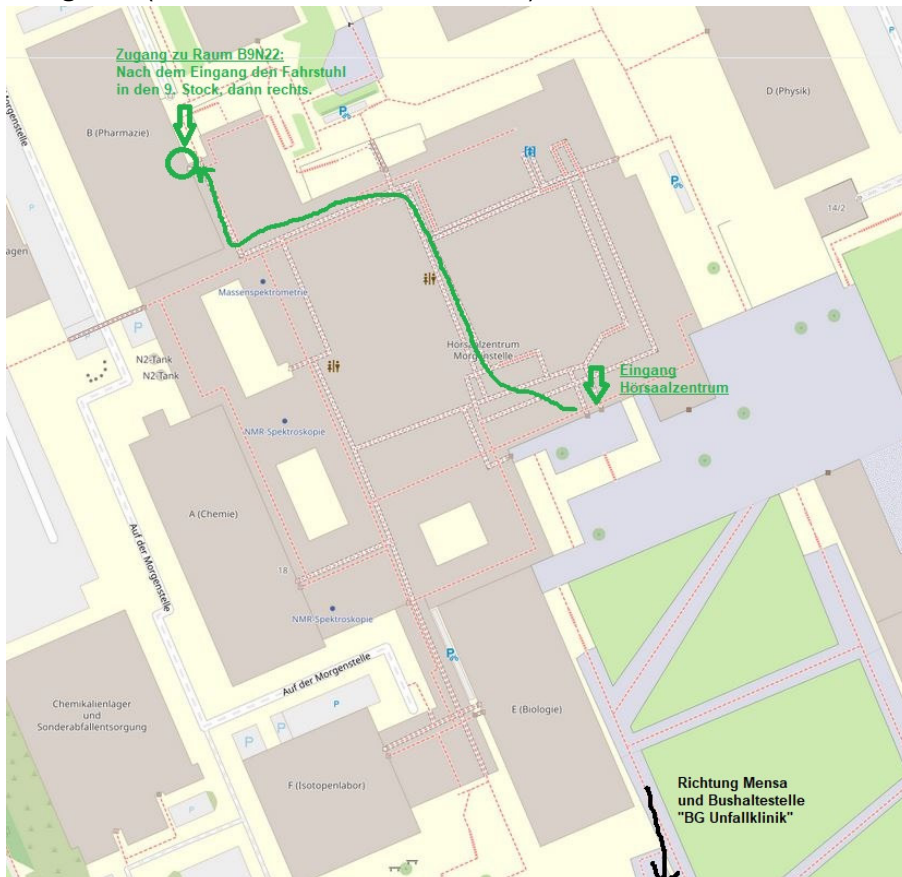 Zugang zu Raum B9N22:
Nach dem Eingang den Fahrstuhl
in den 9. Stock, dann rechts.
B (Pharmazie)
D (Physik)
14/2
agen
Massenspektrometrie
N2-Tank
N2-Tank
Hörsaalzentrum
Morgenstelle
Eingang
Hörsaalzentrum
NMR-Spektroskopie
A (Chemie)
18
Auf der Morgenstelle
NMR-Spektroskopie
Auf der Morgenstelle
Chemikalienlager
und
Sonderabfallentsorgung
E (Biologie)
F (Isotopenlabor)
Richtung Mensa
und Bushaltestelle
"BG Unfallklinik"